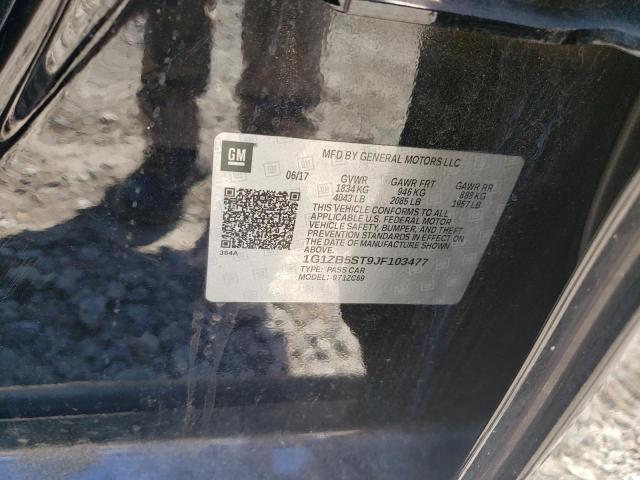 GM
MFD BY GENERAL MOTORS LLC
06/17 GVWR GAWR FRT GAWR RR
1834 KG 946 KG 888 KG
4043 LB 2085 LB 1957 LB
THIS VEHICLE CONFORMS TO ALL
APPLICABLE U.S. FEDERAL MOTOR
VEHICLE SAFETY, BUMPER, AND THEFT
PREVENTION STANDARDS IN EFFECT ON
THE DATE OF MANUFACTURE SHOWN
ABOVE.
384A
1G1ZB5ST9JF103477
TYPE: PASS CAR
MODEL: 971ZC69